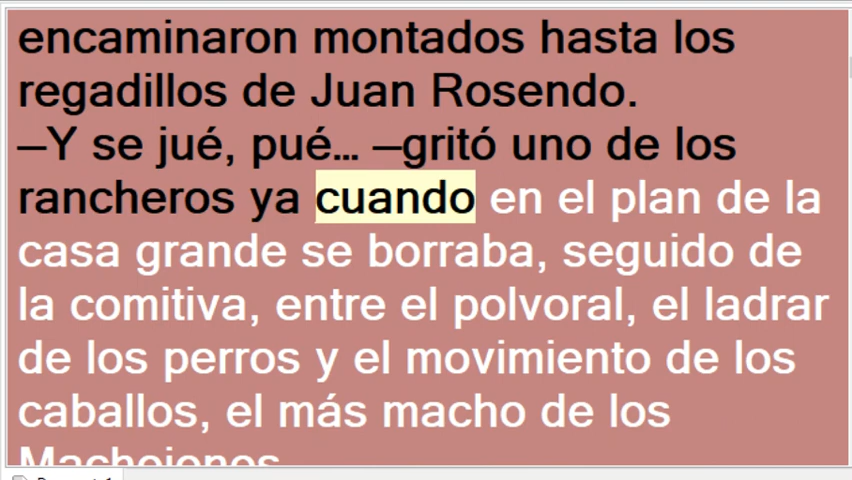 encaminaron montados hasta los
regadillos de Juan Rosendo.
—Y se jué, pué... —gritó uno de los
rancheros ya cuando en el plan de la
casa grande se borraba, seguido de
la comitiva, entre el polvoral, el ladrar
de los perros y el movimiento de los
caballos, el más macho de los
Machojones